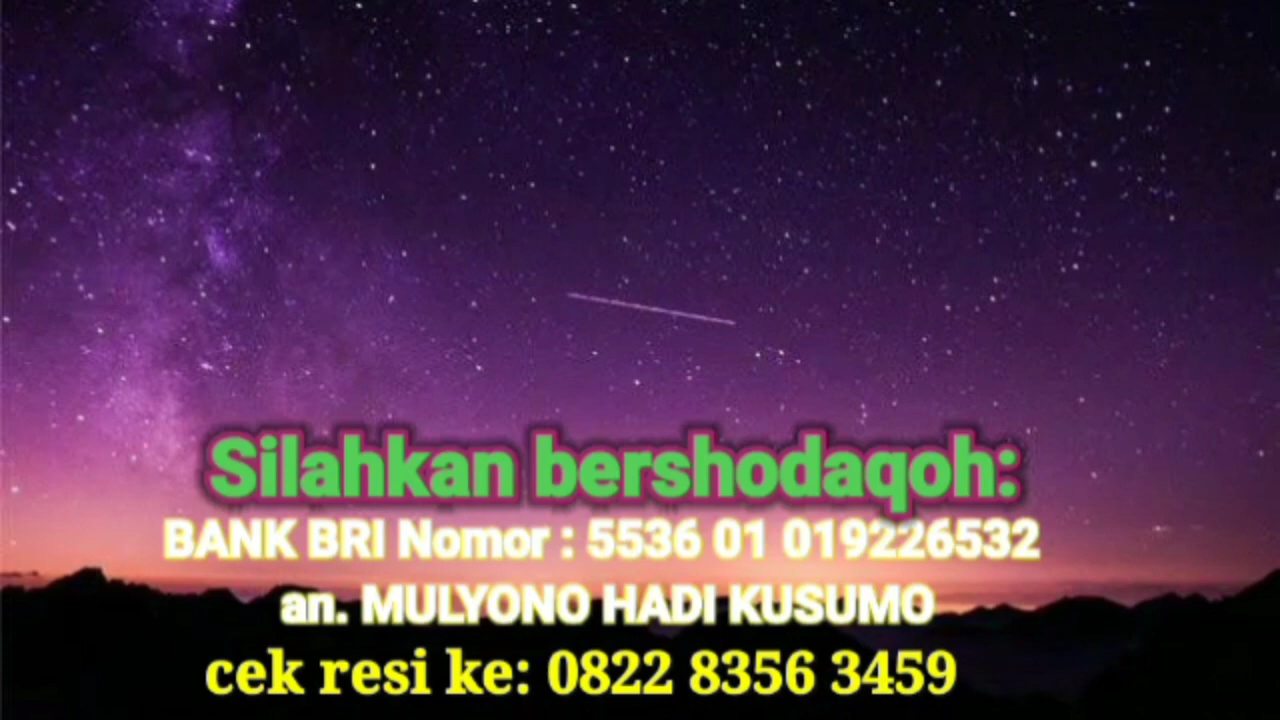 Silahkan bershodaqoh:
BANK BRI Nomor : 5536 01 019226532
an. MULYONO HADI KUSUMO
cek resi ke: 0822 8356 3459